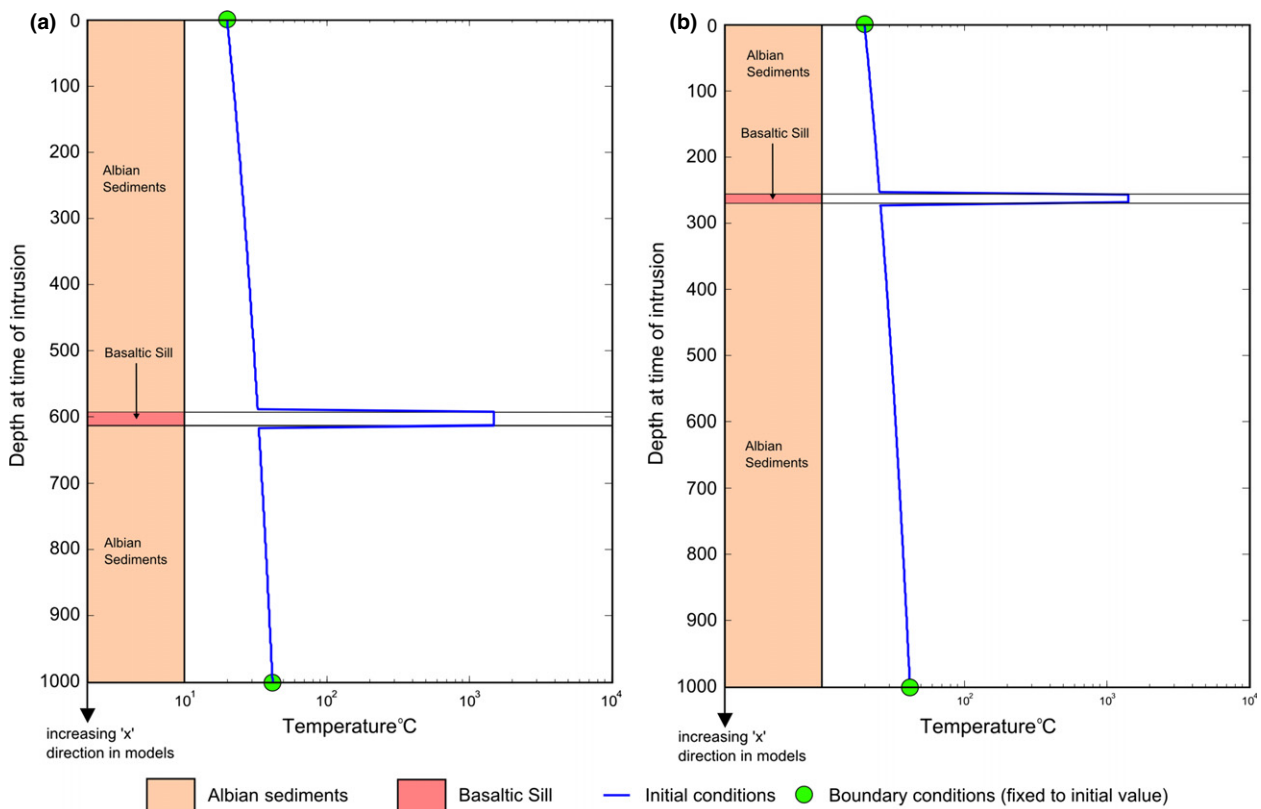 (a)
0
100
200
300
400
500
600
700
800
900
1000
Depth at time of intrusion
Albian
Sediments
Basaltic Sill
Albian
Sediments
10¹
10²
10³
10⁴
Temperature°C
increasing 'x'
direction in models
(b)
0
100
200
300
400
500
600
700
800
900
1000
Depth at time of intrusion
Albian
Sediments
Basaltic Sill
Albian
Sediments
10²
10³
10⁴
Temperature°C
increasing 'x'
direction in models
Albian sediments
Basaltic Sill
Initial conditions
Boundary conditions (fixed to initial value)